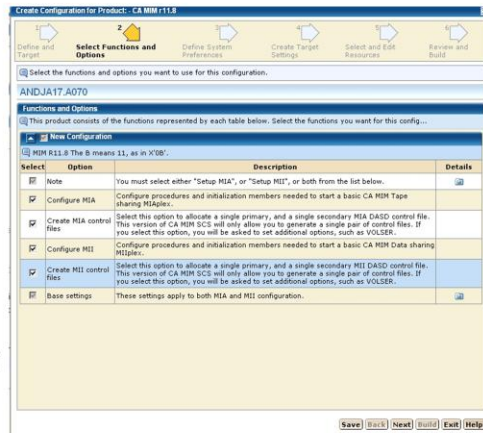 Create Configuration for Product: - CA MIM r11.8
1 2 3 4 5 6
Define and Target
Select Functions and Options
Define System Preferences
Create Target Settings
Select and Edit Resources
Review and Build
Select the functions and options you want to use for this configuration.
ANDJA17.A070
Functions and Options
This product consists of the functions represented by each table below. Select the functions you want for this config...
New Configuration
MIM R11.8 The B means 11, as in X'0B'.
Select Option Description Details
Note You must select either "Setup MIA", or "Setup MII", or both from the list below.
Configure MIA Configure procedures and initialization members needed to start a basic CA MIM Tape
sharing MIAplex.
Create MIA control files Select this option to allocate a single primary, and a single secondary MIA DASD control file.
This version of CA MIM SCS will only allow you to generate a single pair of control files. If
you select this option, you will be asked to set additional options, such as VOLSER.
Configure MII Configure procedures and initialization members needed to start a basic CA MIM Data sharing
MIIplex.
Create MII control files Select this option to allocate a single primary, and a single secondary MII DASD control file.
This version of CA MIM SCS will only allow you to generate a single pair of control files. If
you select this option, you will be asked to set additional options, such as VOLSER.
Base settings These settings apply to both MIA and MII configuration.
Save Back Next Build Exit Help